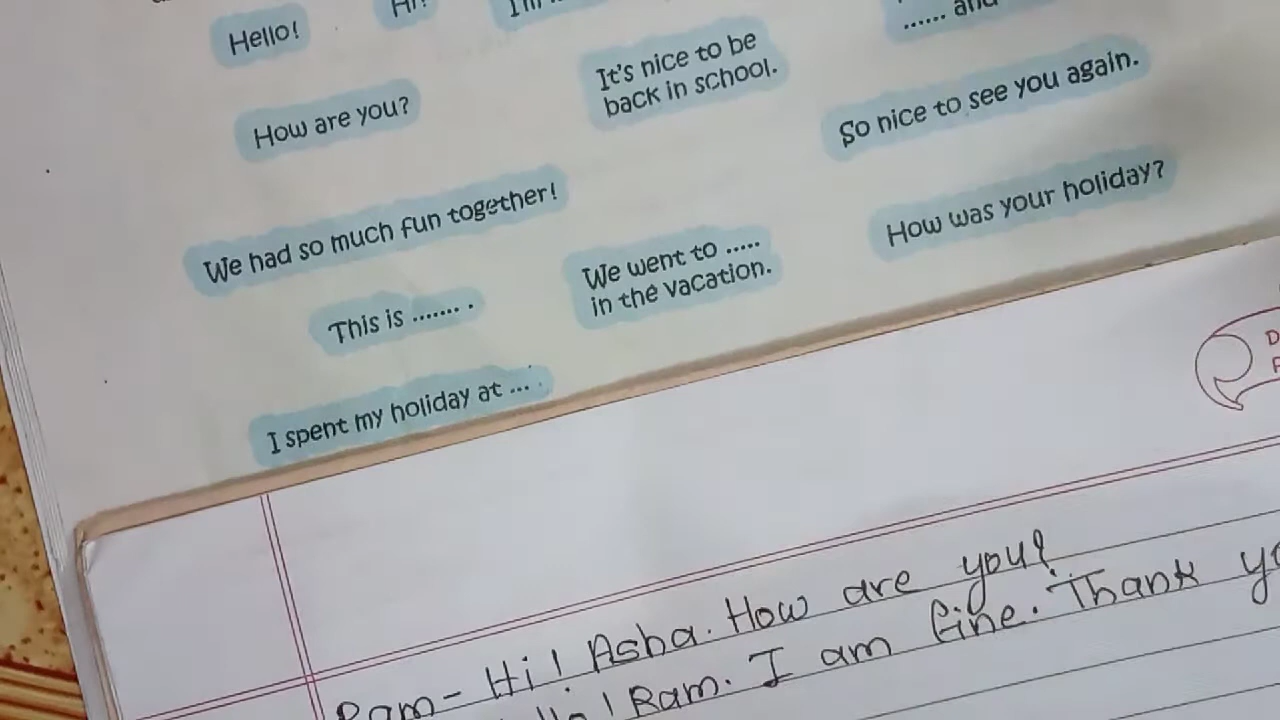 Hello!
Hi!
I'm
...... and
How are you?
It's nice to be
back in school.
So nice to see you again.
We had so much fun together!
We went to .....
in the vacation.
How was your holiday?
This is ....... .
I spent my holiday at ... .
Ram - Hi! Asha. How are you?
! Ram. I am fine. Thank